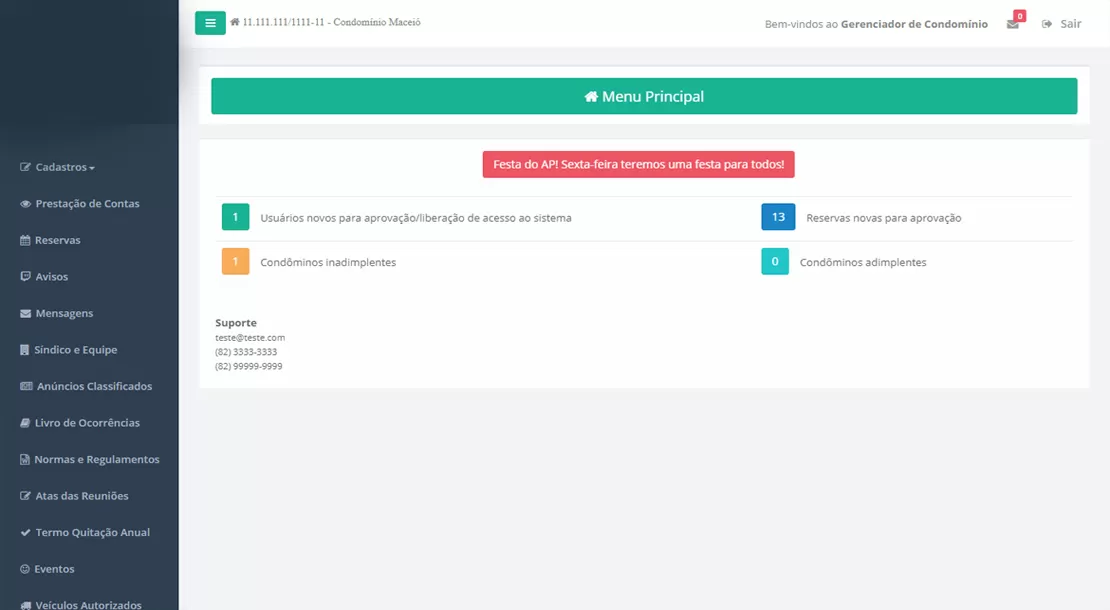 11.111.111/1111-11 - Condomínio Maceió
Bem-vindos ao Gerenciador de Condomínio
0
Sair
Menu Principal
Cadastros
Prestação de Contas
Reservas
Avisos
Mensagens
Síndico e Equipe
Anúncios Classificados
Livro de Ocorrências
Normas e Regulamentos
Atas das Reuniões
Termo Quitação Anual
Eventos
Veículos Autorizados
Festa do AP! Sexta-feira teremos uma festa para todos!
1 Usuários novos para aprovação/liberação de acesso ao sistema
13 Reservas novas para aprovação
1 Condôminos inadimplentes
0 Condôminos adimplentes
Suporte
teste@teste.com
(82) 3333-3333
(82) 99999-9999